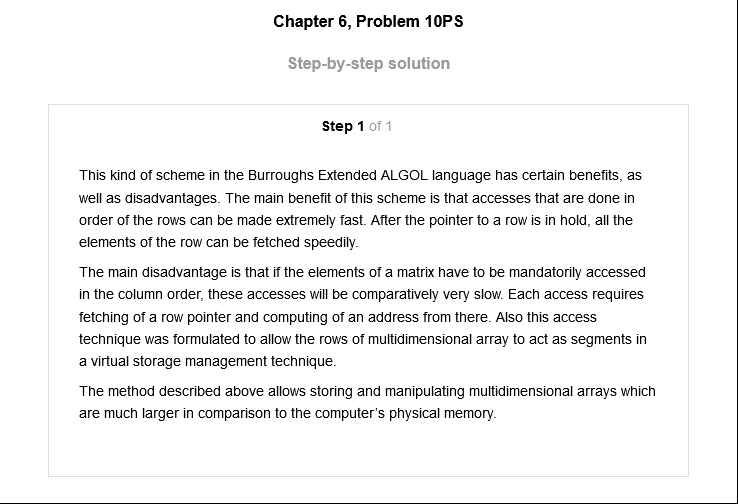 Chapter 6, Problem 10PS
Step-by-step solution
Step 1 of 1
This kind of scheme in the Burroughs Extended ALGOL language has certain benefits, as
well as disadvantages. The main benefit of this scheme is that accesses that are done in
order of the rows can be made extremely fast. After the pointer to a row is in hold, all the
elements of the row can be fetched speedily.
The main disadvantage is that if the elements of a matrix have to be mandatorily accessed
in the column order, these accesses will be comparatively very slow. Each access requires
fetching of a row pointer and computing of an address from there. Also this access
technique was formulated to allow the rows of multidimensional array to act as segments in
a virtual storage management technique.
The method described above allows storing and manipulating multidimensional arrays which
are much larger in comparison to the computer’s physical memory.